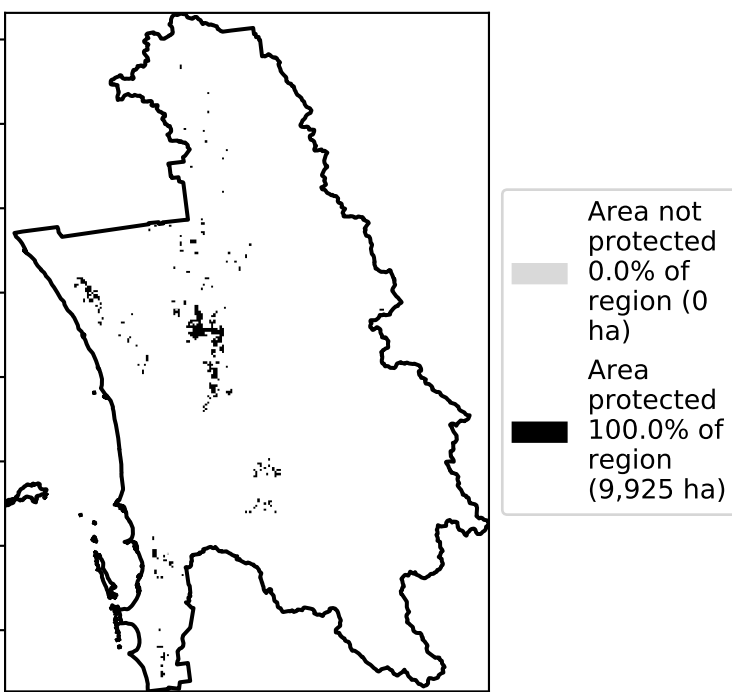 Area not
protected
0.0% of
region (0
ha)
Area
protected
100.0% of
region
(9,925 ha)